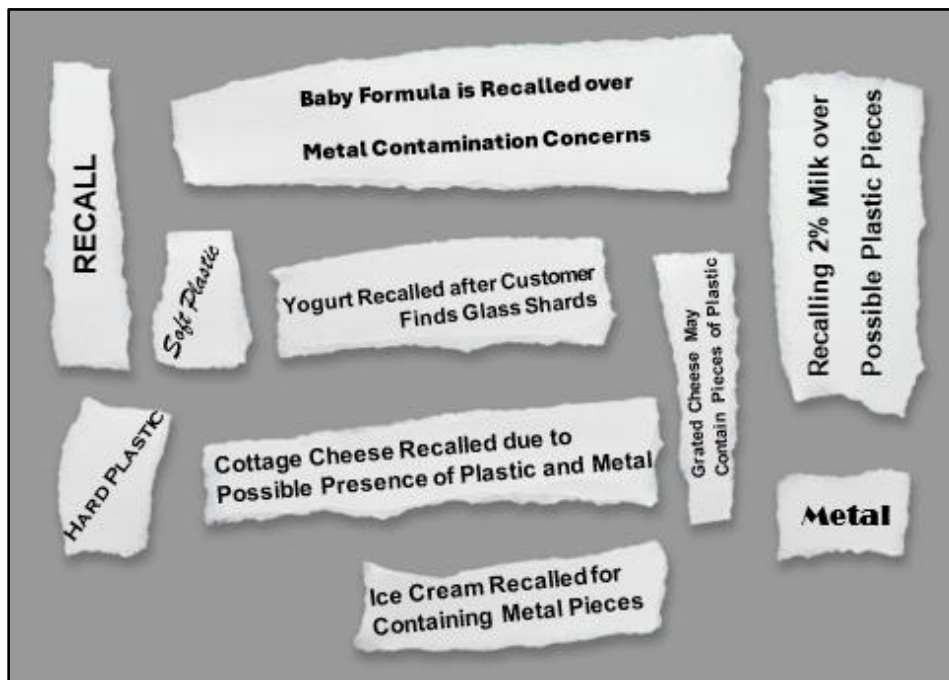 Baby Formula is Recalled over
Metal Contamination Concerns
RECALL
Recalling 2% Milk over
Possible Plastic Pieces
Soft Plastic
Yogurt Recalled after Customer
Finds Glass Shards
Grated Cheese May
Contain Pieces of Plastic
HARD PLASTIC
Cottage Cheese Recalled due to
Possible Presence of Plastic and Metal
Metal
Ice Cream Recalled for
Containing Metal Pieces